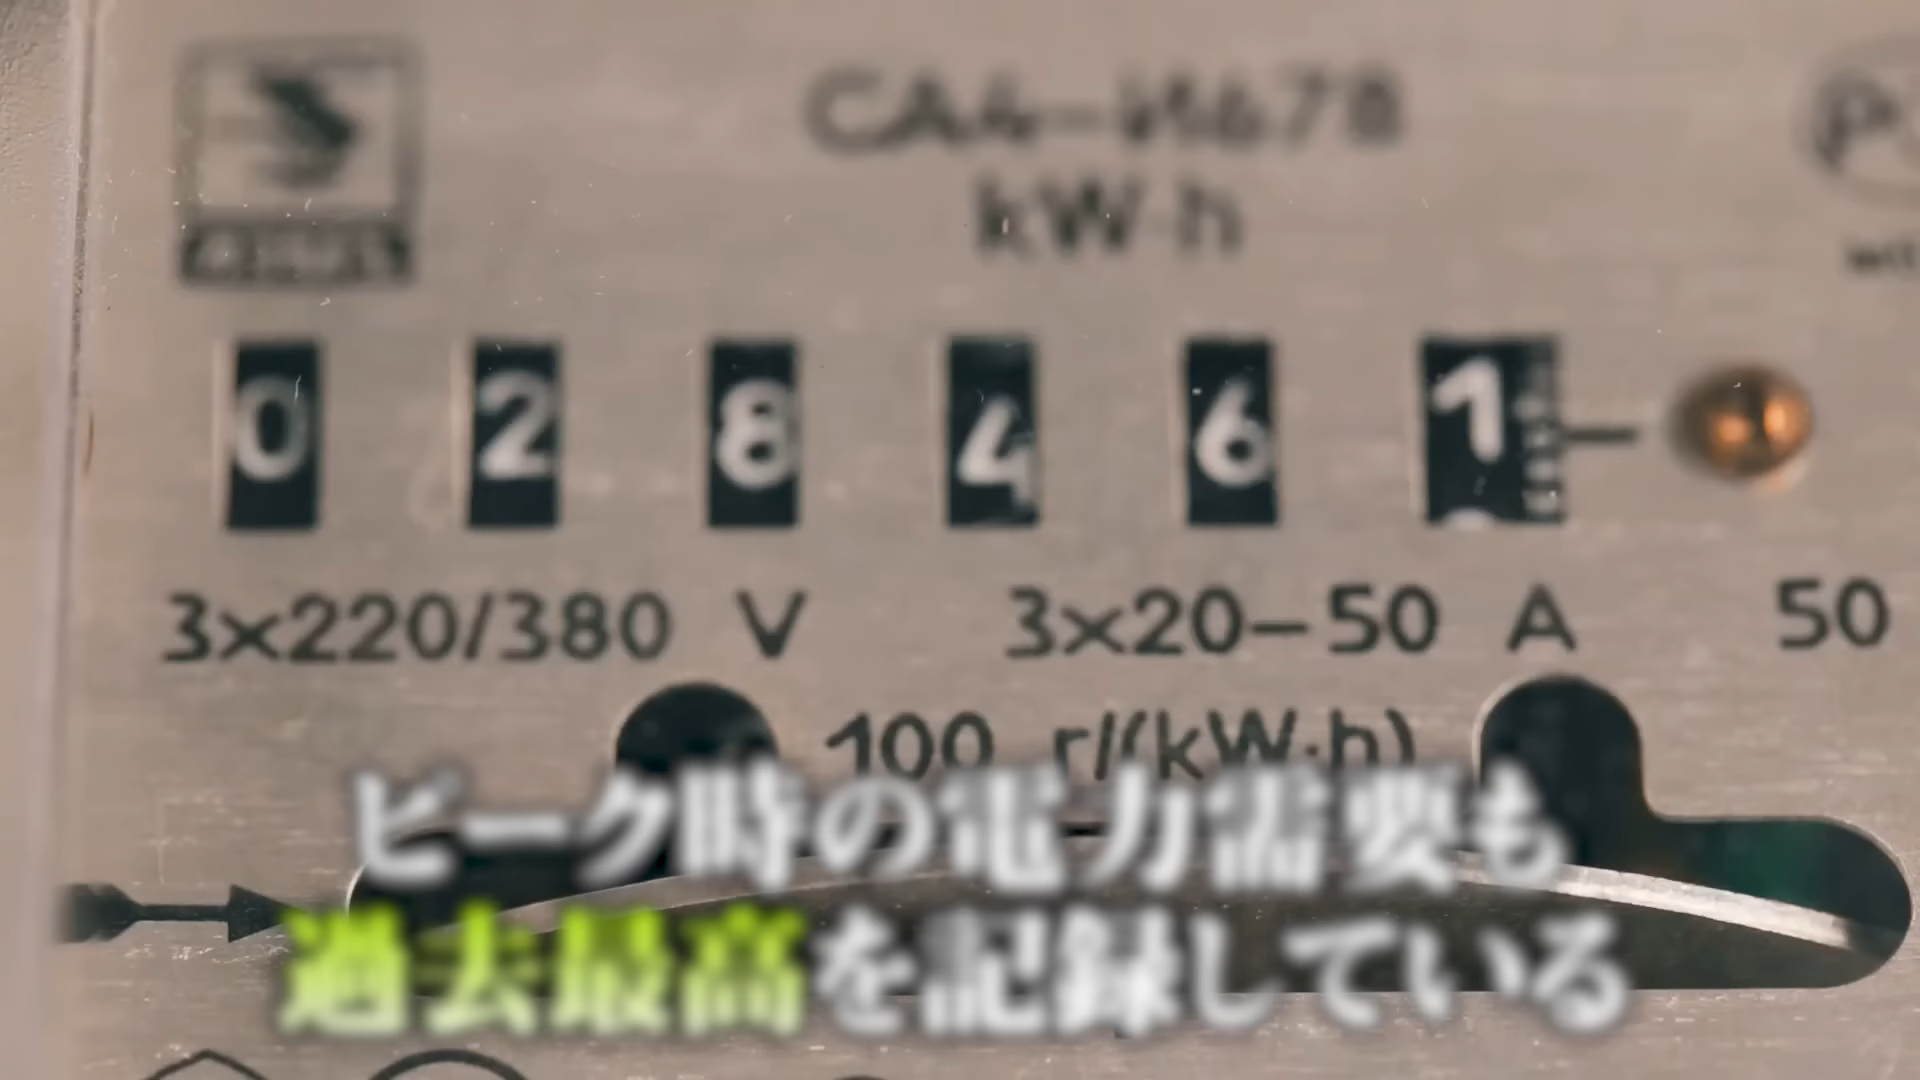 CA4-И678
kW·h
0 2 8 4 6 1
3×220/380 V 3×20-50 A 50
100 r/(kW·h)
ピーク時の電力需要も
過去最高を記録している